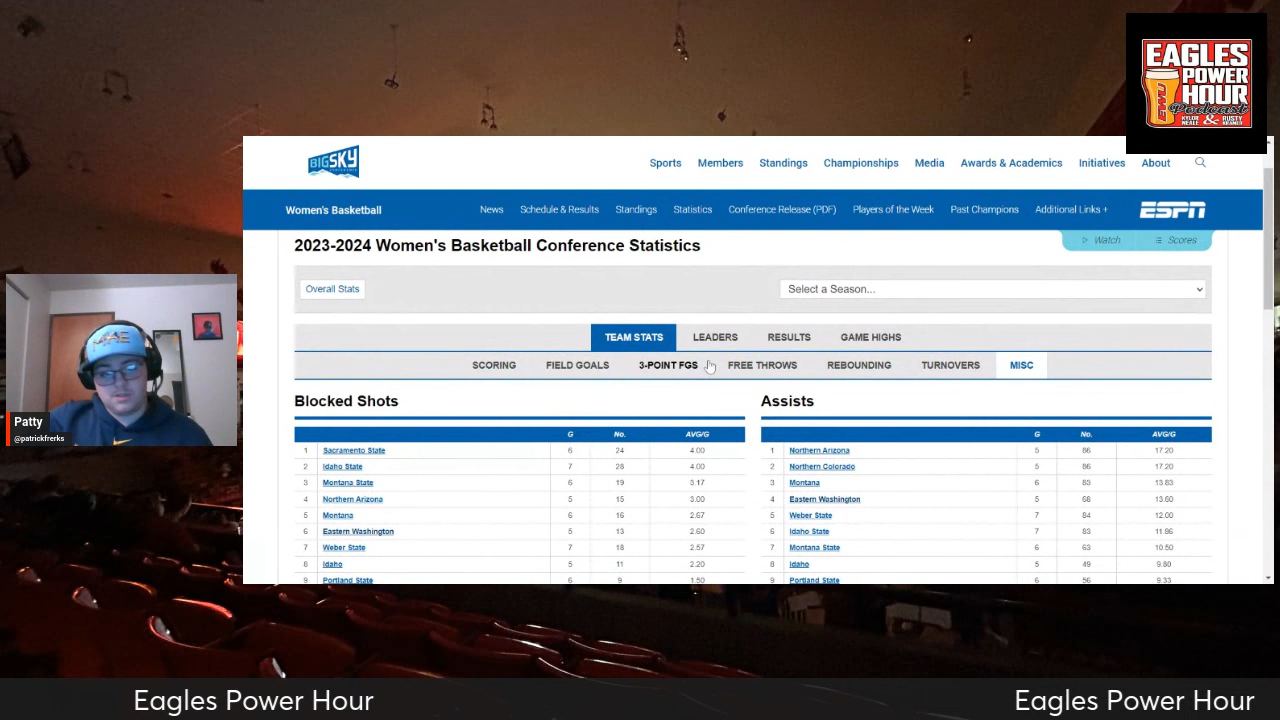 EAGLES
POWER
HOUR
Podcast
EWU
KYLOR
NEALE & RUSTY
BIGSKY
Sports Members Standings Championships Media Awards & Academics Initiatives About
Women's Basketball News Schedule & Results Standings Statistics Conference Release (PDF) Players of the Week Past Champions Additional Links + ESPN
2023-2024 Women's Basketball Conference Statistics
Watch Scores
Overall Stats Select a Season...
TEAM STATS LEADERS RESULTS GAME HIGHS
SCORING FIELD GOALS 3-POINT FGS FREE THROWS REBOUNDING TURNOVERS MISC
Blocked Shots
G No. AVG/G
1 Sacramento State 6 24 4.00
2 Idaho State 7 28 4.00
3 Montana State 6 19 3.17
4 Northern Arizona 5 15 3.00
5 Montana 6 16 2.67
6 Eastern Washington 5 13 2.60
7 Weber State 7 18 2.57
8 Idaho 5 11 2.20
9 Portland State 6 9 1.50
Assists
G No. AVG/G
1 Northern Arizona 5 86 17.20
2 Northern Colorado 5 86 17.20
3 Montana 6 83 13.83
4 Eastern Washington 5 68 13.60
5 Weber State 7 84 12.00
6 Idaho State 7 83 11.86
7 Montana State 6 63 10.50
8 Idaho 5 49 9.80
9 Portland State 6 56 9.33
Patty
@patrickfrerks
Eagles Power Hour
Eagles Power Hour